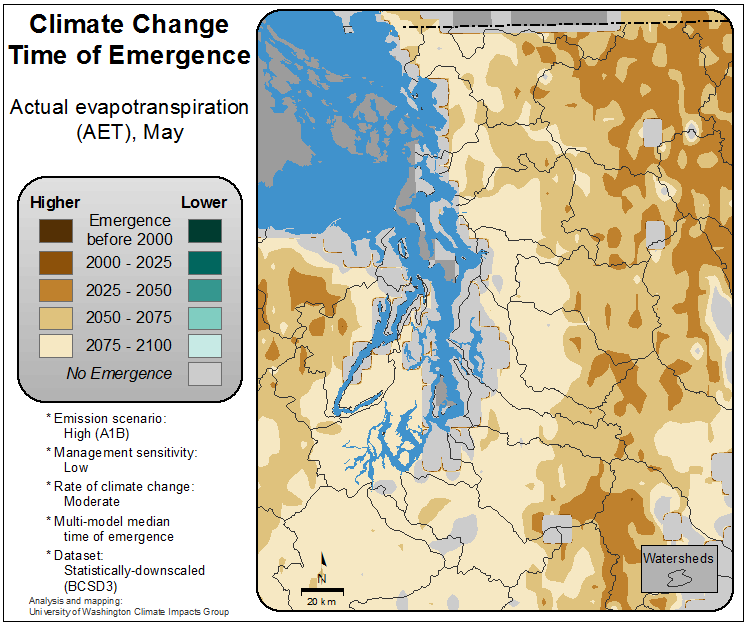 Climate Change
Time of Emergence
Actual evapotranspiration
(AET), May
Higher
Lower
Emergence
before 2000
2000 - 2025
2025 - 2050
2050 - 2075
2075 - 2100
No Emergence
* Emission scenario:
High (A1B)
* Management sensitivity:
Low
* Rate of climate change:
Moderate
* Multi-model median
time of emergence
* Dataset:
Statistically-downscaled
(BCSD3)
Analysis and mapping:
University of Washington Climate Impacts Group
N
20 km
Watersheds